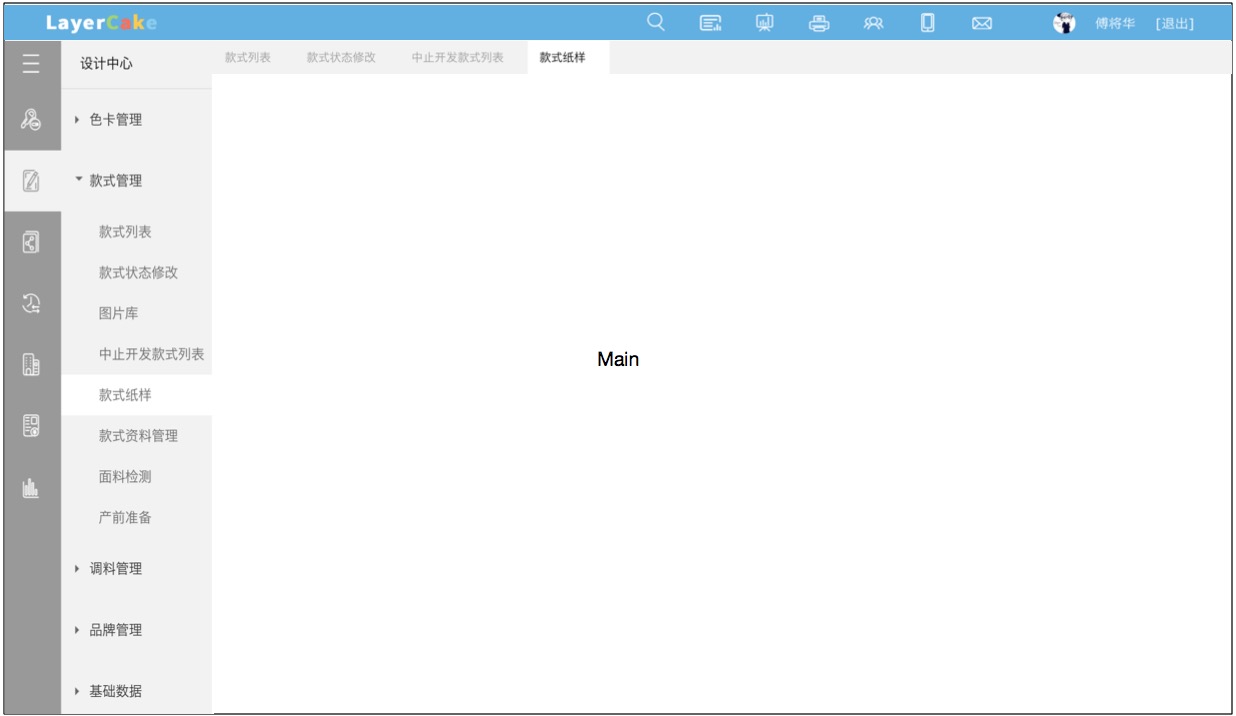 LayerCake
傅将华 [退出]
设计中心
款式列表 款式状态修改 中止开发款式列表 款式纸样
色卡管理
款式管理
款式列表
款式状态修改
图片库
中止开发款式列表
款式纸样
款式资料管理
面料检测
产前准备
调料管理
品牌管理
基础数据
Main